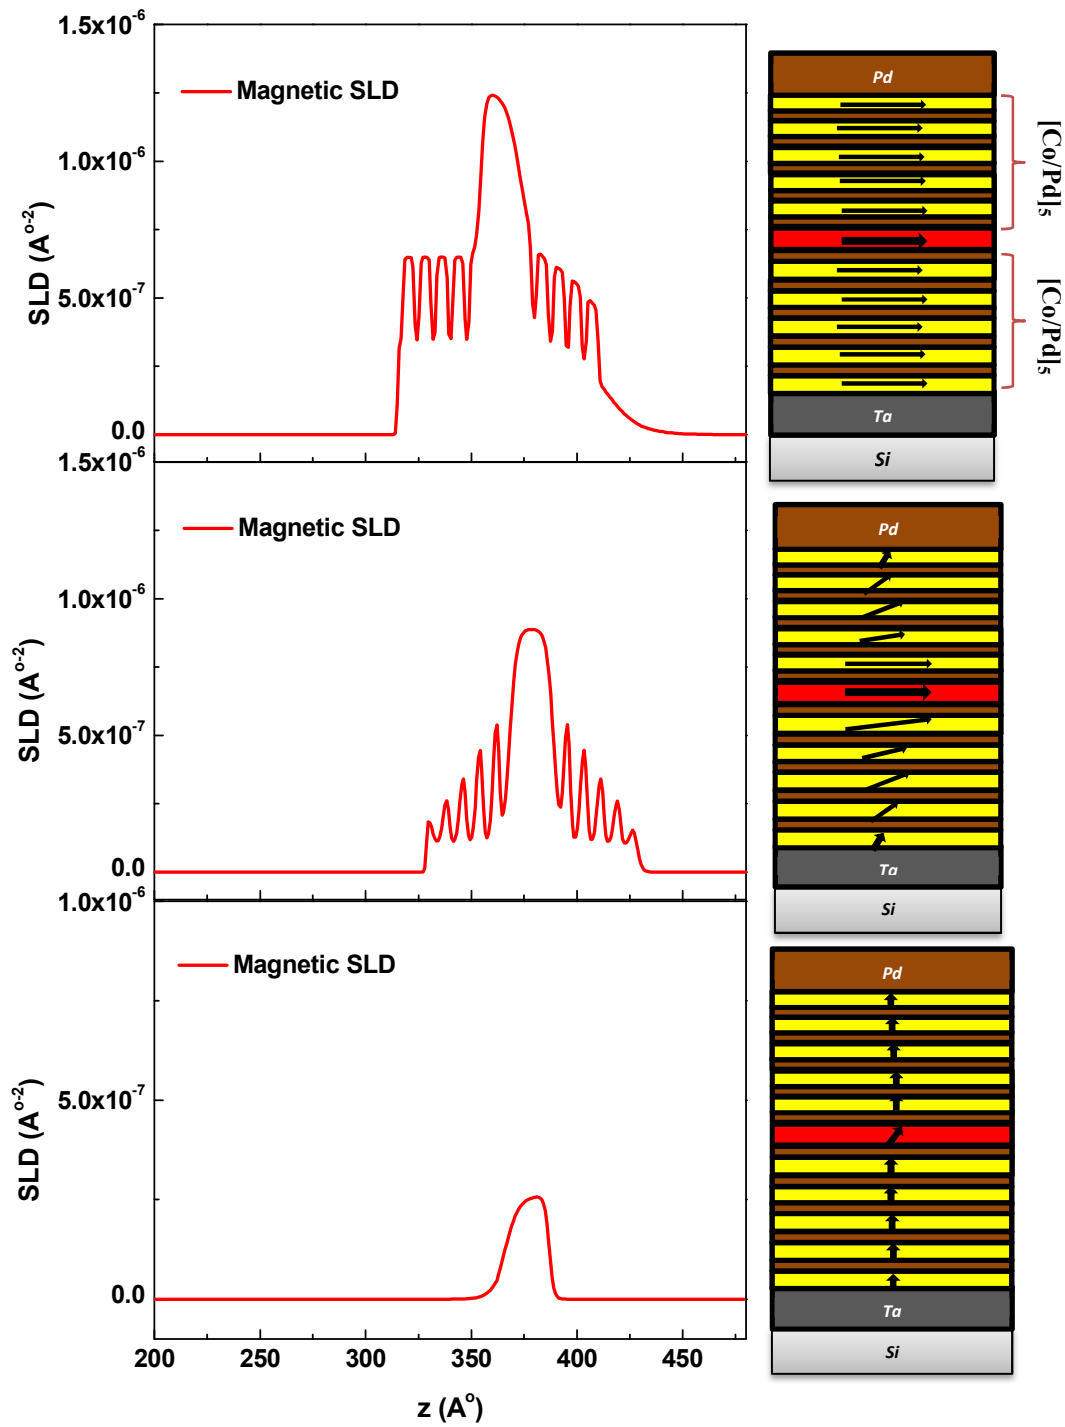 1.5x10⁻⁶
1.0x10⁻⁶
5.0x10⁻⁷
0.0
SLD (A°⁻²)
Magnetic SLD
Pd
[Co/Pd]₅
[Co/Pd]₅
Ta
Si
1.5x10⁻⁶
1.0x10⁻⁶
5.0x10⁻⁷
0.0
SLD (A°⁻²)
Magnetic SLD
Pd
Ta
Si
1.0x10⁻⁶
5.0x10⁻⁷
0.0
SLD (A°⁻²)
Magnetic SLD
Pd
Ta
Si
200 250 300 350 400 450
z (A°)